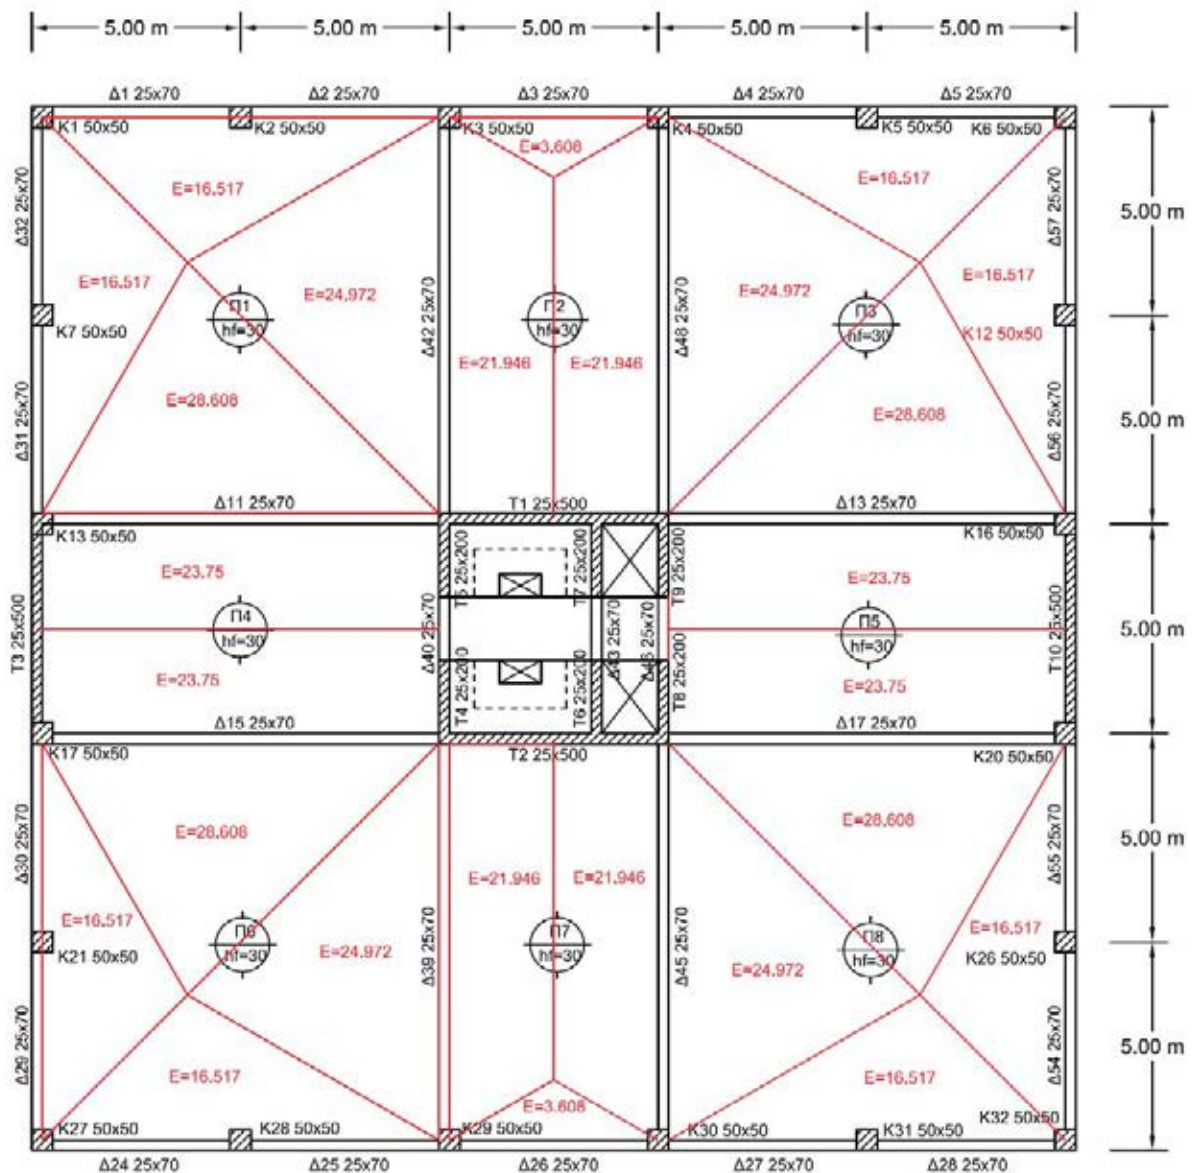 5.00 m 5.00 m 5.00 m 5.00 m 5.00 m
Δ1 25x70 Δ2 25x70 Δ3 25x70 Δ4 25x70 Δ5 25x70
K1 50x50 K2 50x50 K3 50x50 K4 50x50 K5 50x50 K6 50x50
E=3.608
Δ32 25x70 E=16.517 E=16.517 Δ57 25x70 5.00 m
E=16.517 E=24.972 E=24.972 E=16.517
Π1 Π2 Π3
hf=30 hf=30 hf=30
K7 50x50 Δ42 25x70 Δ48 25x70 K12 50x50
E=21.946 E=21.946
Δ31 25x70 E=28.608 E=28.608 Δ56 25x70 5.00 m
Δ11 25x70 T1 25x500 Δ13 25x70
K13 50x50 K16 50x50
E=23.75 T5 25x200 T7 25x200 T9 25x200 E=23.75
Π4 Π5
hf=30 hf=30
T3 25x500 Δ40 25x70 Δ43 25x70 Δ46 25x70 T10 25x500 5.00 m
E=23.75 T4 25x200 T6 25x200 T8 25x200 E=23.75
Δ15 25x70 Δ17 25x70
K17 50x50 T2 25x500 K20 50x50
Δ30 25x70 E=28.608 E=28.608 Δ55 25x70 5.00 m
E=21.946 E=21.946
E=16.517 E=16.517
Π6 Π7 Π8
hf=30 hf=30 hf=30
K21 50x50 E=24.972 Δ39 25x70 Δ45 25x70 E=24.972 K26 50x50
Δ29 25x70 E=16.517 E=16.517 Δ54 25x70 5.00 m
E=3.608
K27 50x50 K28 50x50 K29 50x50 K30 50x50 K31 50x50 K32 50x50
Δ24 25x70 Δ25 25x70 Δ26 25x70 Δ27 25x70 Δ28 25x70